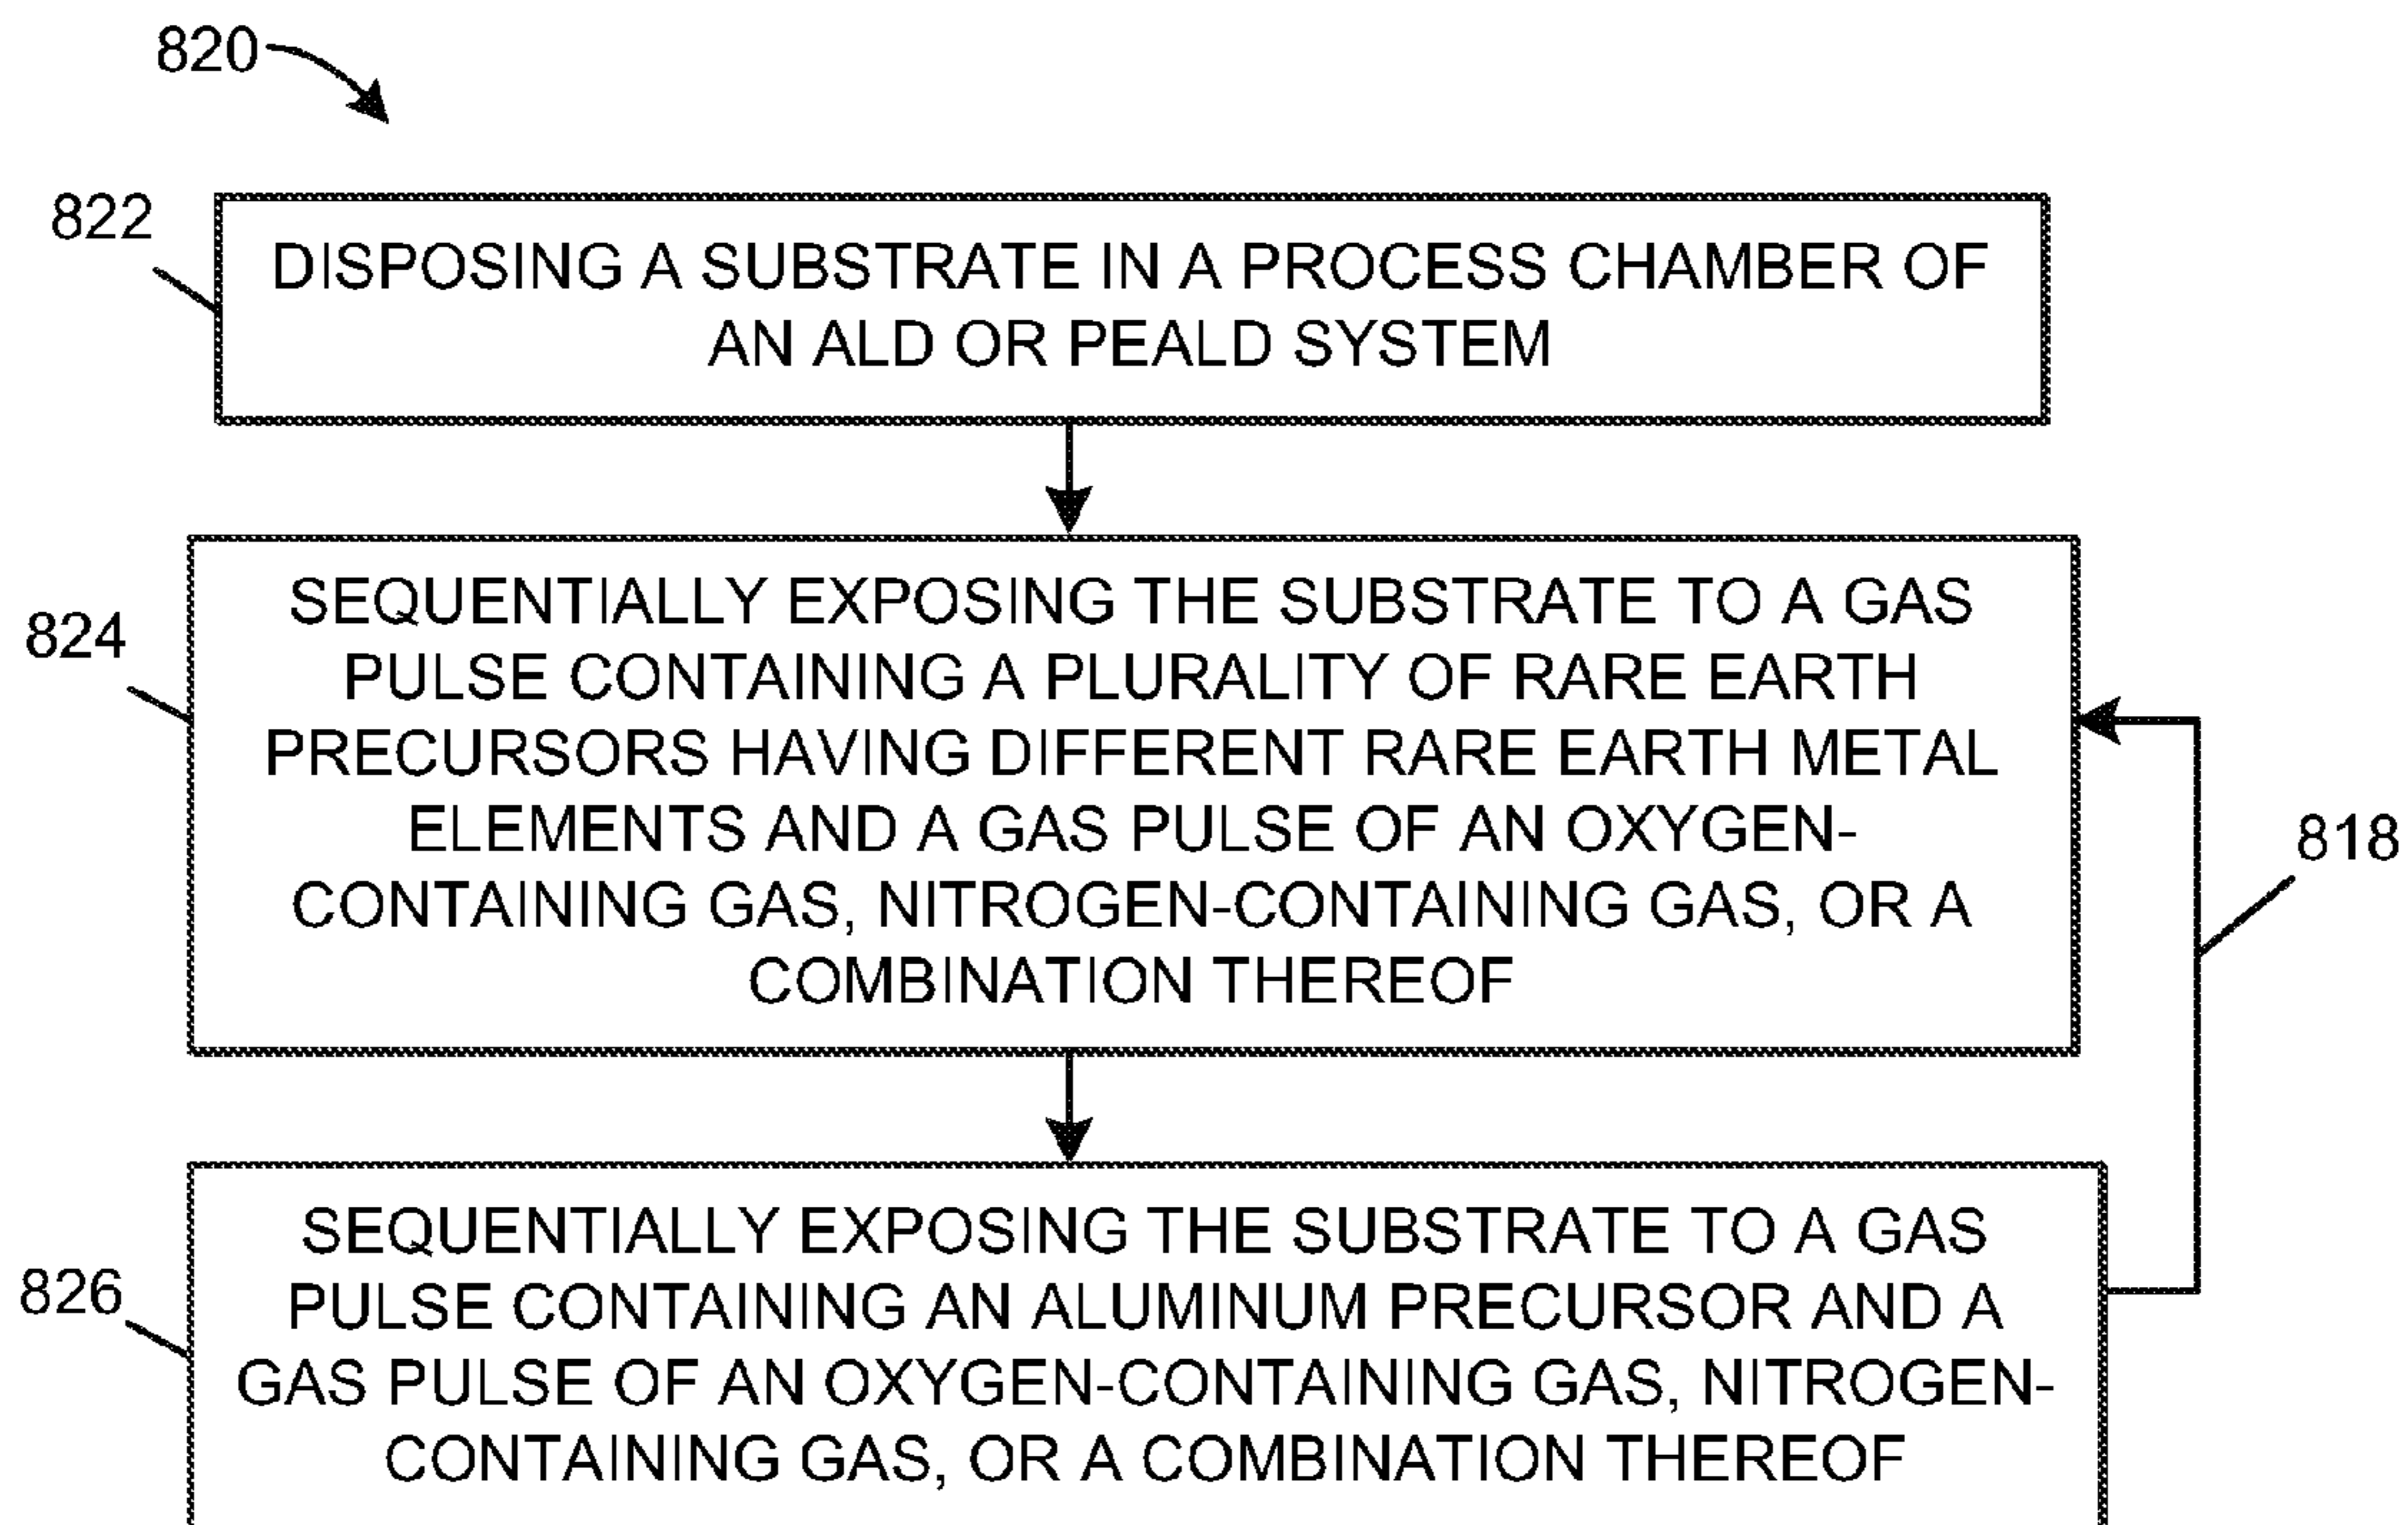 820
822
DISPOSING A SUBSTRATE IN A PROCESS CHAMBER OF
AN ALD OR PEALD SYSTEM
824
SEQUENTIALLY EXPOSING THE SUBSTRATE TO A GAS
PULSE CONTAINING A PLURALITY OF RARE EARTH
PRECURSORS HAVING DIFFERENT RARE EARTH METAL
ELEMENTS AND A GAS PULSE OF AN OXYGEN-
CONTAINING GAS, NITROGEN-CONTAINING GAS, OR A
COMBINATION THEREOF
818
826
SEQUENTIALLY EXPOSING THE SUBSTRATE TO A GAS
PULSE CONTAINING AN ALUMINUM PRECURSOR AND A
GAS PULSE OF AN OXYGEN-CONTAINING GAS, NITROGEN-
CONTAINING GAS, OR A COMBINATION THEREOF